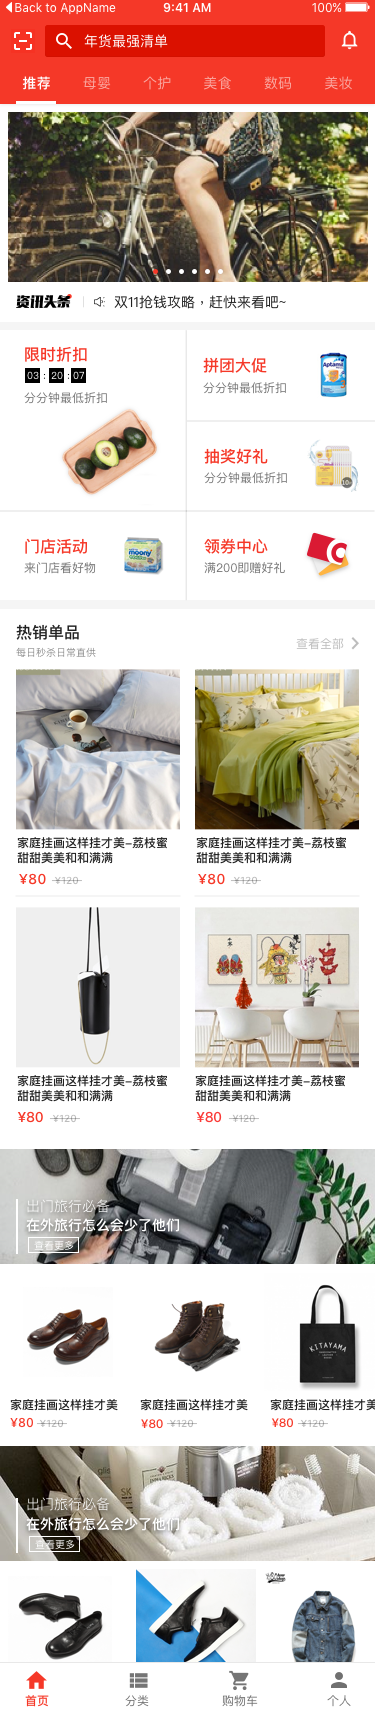 Back to AppName 9:41 AM 100%
年货最强清单
推荐 母婴 个护 美食 数码 美妆
资讯头条 双11抢钱攻略，赶快来看吧~
限时折扣
03 : 20 : 07
分分钟最低折扣
拼团大促
分分钟最低折扣
Aptamil
抽奖好礼
分分钟最低折扣
门店活动
来门店看好物
moony
领券中心
满200即赠好礼
热销单品
每日秒杀日常直供
查看全部
家庭挂画这样挂才美-荔枝蜜
甜甜美美和和满满
¥80 ¥120
家庭挂画这样挂才美-荔枝蜜
甜甜美美和和满满
¥80 ¥120
家庭挂画这样挂才美-荔枝蜜
甜甜美美和和满满
¥80 ¥120
家庭挂画这样挂才美-荔枝蜜
甜甜美美和和满满
¥80 ¥120
出门旅行必备
在外旅行怎么会少了他们
查看更多
KITAYAMA
家庭挂画这样挂才美
¥80 ¥120
家庭挂画这样挂才美
¥80 ¥120
家庭挂画这样挂才美
¥80 ¥120
出门旅行必备
在外旅行怎么会少了他们
查看更多
首页 分类 购物车 个人